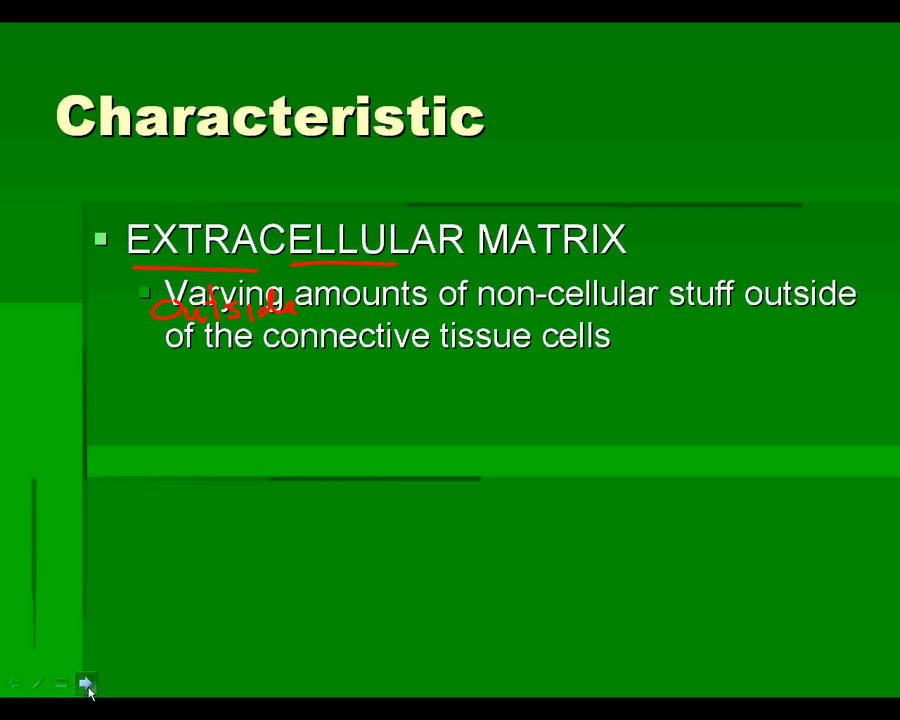 Characteristic
EXTRACELLULAR MATRIX
Varying amounts of non-cellular stuff outside
outside
of the connective tissue cells